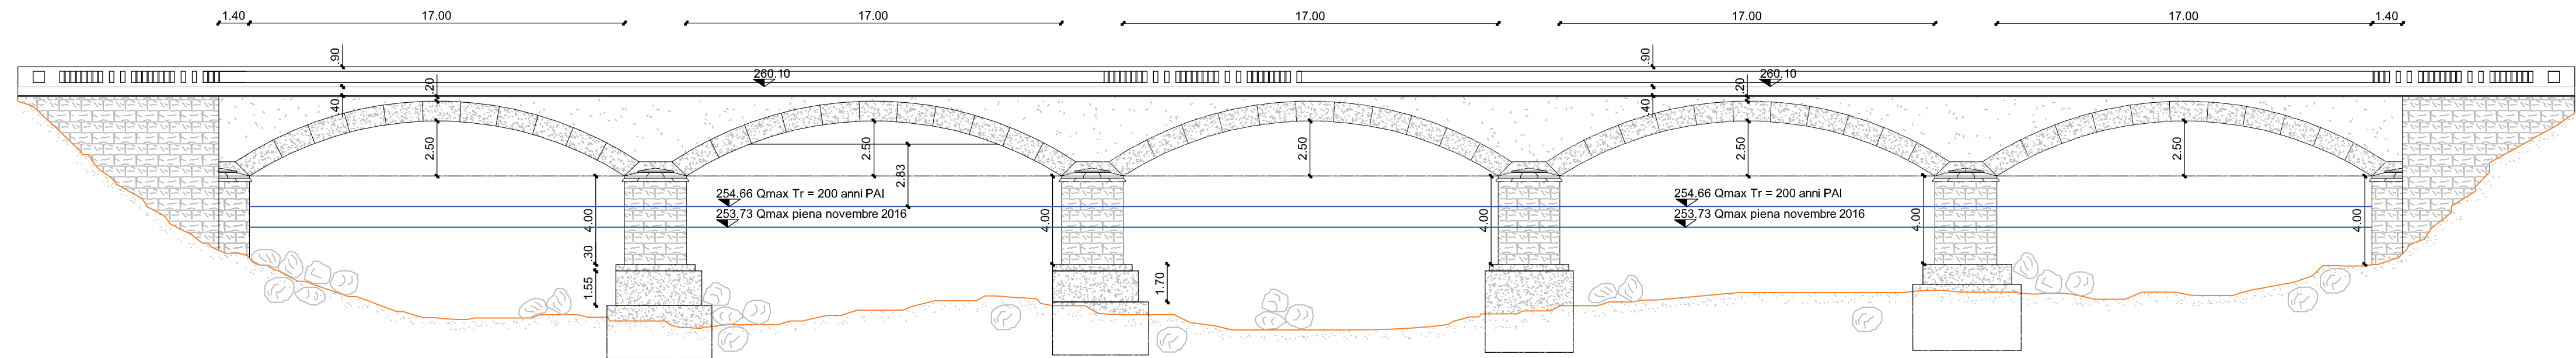 1.40 17.00 17.00 17.00 17.00 17.00 1.40
.90 .90
260.10 260.10
.20 .20
.40 .40
2.50 2.50 2.50 2.50 2.50
2.83
254.66 Qmax Tr = 200 anni PAI 254.66 Qmax Tr = 200 anni PAI
253.73 Qmax piena novembre 2016 253.73 Qmax piena novembre 2016
4.00 4.00 4.00 4.00 4.00
.30
1.55 1.70